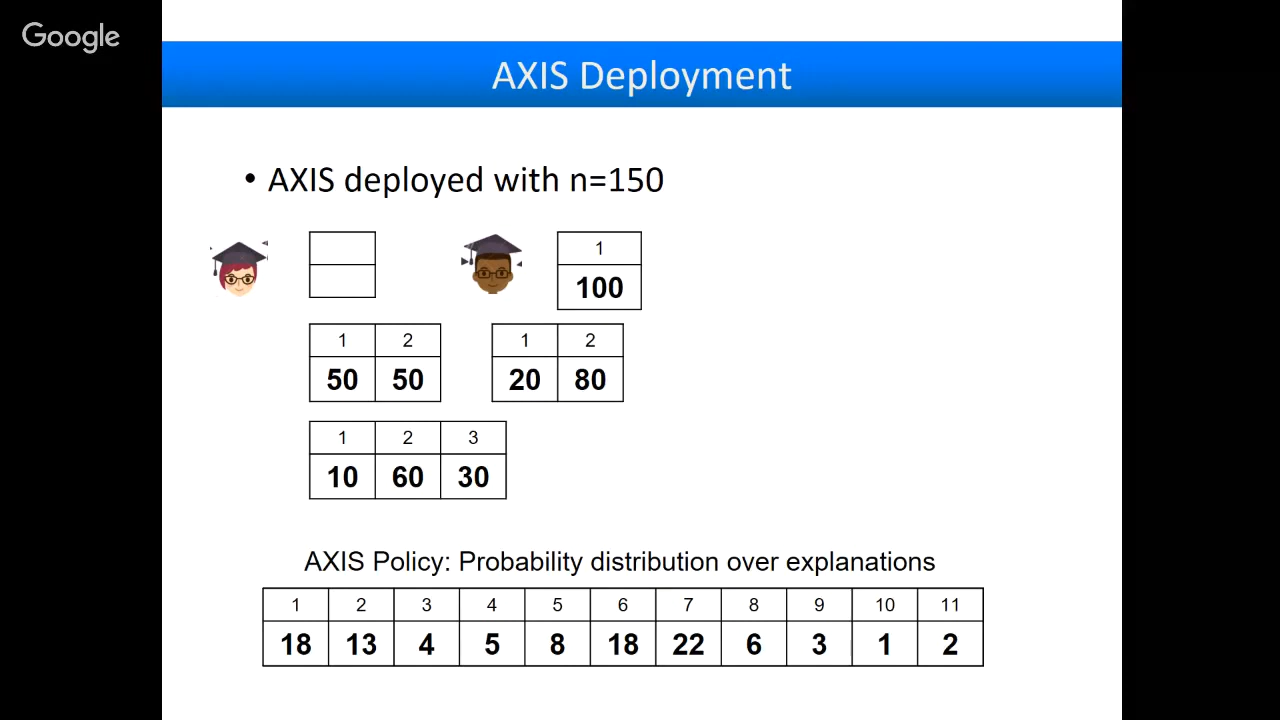 Google
AXIS Deployment
• AXIS deployed with n=150
1
100
1 2
50 50
1 2
20 80
1 2 3
10 60 30
AXIS Policy: Probability distribution over explanations
1 2 3 4 5 6 7 8 9 10 11
18 13 4 5 8 18 22 6 3 1 2